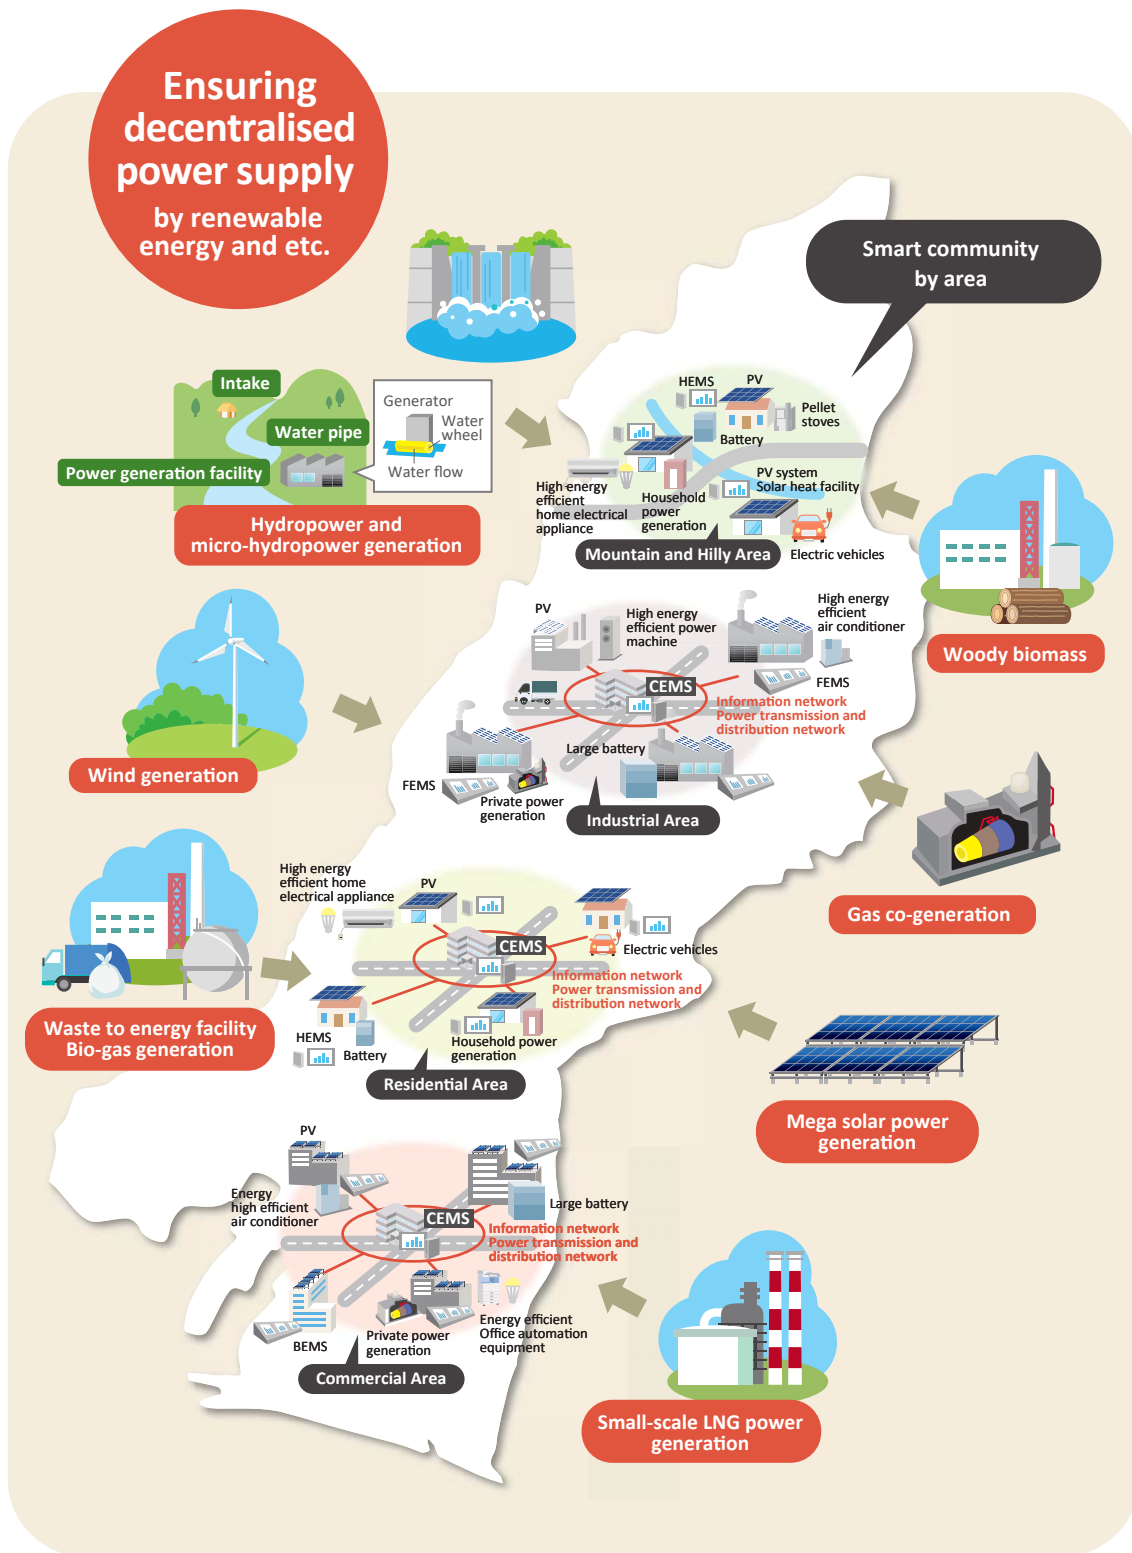 Ensuring
decentralised
power supply
by renewable
energy and etc.
Smart community
by area
Intake
Water pipe
Power generation facility
Generator
Water
wheel
Water flow
Hydropower and
micro-hydropower generation
HEMS
PV
Pellet
stoves
Battery
PV system
Solar heat facility
High energy
efficient
home electrical
appliance
Household
power
generation
Mountain and Hilly Area
Electric vehicles
Woody biomass
Wind generation
PV
High energy
efficient power
machine
High energy
efficient
air conditioner
CEMS
FEMS
Information network
Power transmission and
distribution network
Large battery
FEMS
Private power
generation
Industrial Area
Gas co-generation
Waste to energy facility
Bio-gas generation
High energy
efficient home
electrical appliance
PV
CEMS
Electric vehicles
Information network
Power transmission and
distribution network
HEMS
Battery
Household power
generation
Residential Area
Mega solar power
generation
PV
Energy
high efficient
air conditioner
Large battery
CEMS
Information network
Power transmission and
distribution network
BEMS
Private power
generation
Energy efficient
Office automation
equipment
Commercial Area
Small-scale LNG power
generation